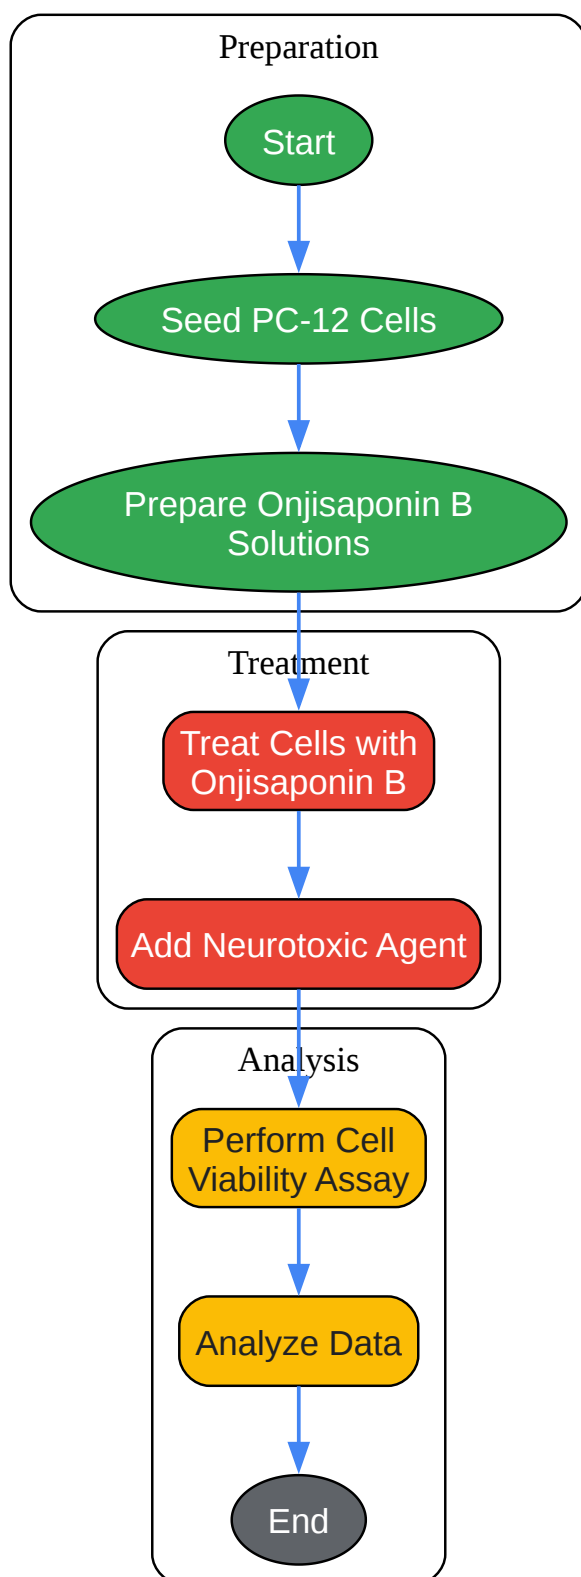 Preparation
Start
Seed PC-12 Cells
Prepare Onjisaponin B
Solutions
Treatment
Treat Cells with
Onjisaponin B
Add Neurotoxic Agent
Analysis
Perform Cell
Viability Assay
Analyze Data
End